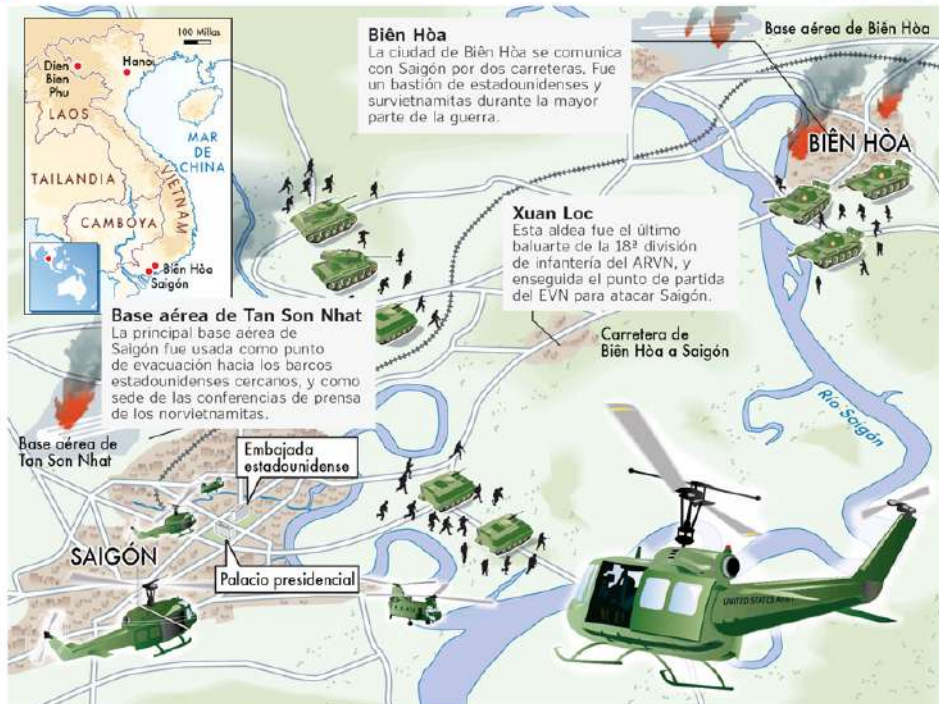 100 Millas
Dien
Bien
Phu
Hanoi
LAOS
MAR
DE
CHINA
TAILANDIA
VIETNAM
CAMBOYA
Biên Hòa
Saigón
Biên Hòa
La ciudad de Biên Hòa se comunica
con Saigón por dos carreteras. Fue
un bastión de estadounidenses y
survietnamitas durante la mayor
parte de la guerra.
Base aérea de Biên Hòa
BIÊN HÒA
Xuan Loc
Esta aldea fue el último
baluarte de la 18ª división
de infantería del ARVN, y
enseguida el punto de partida
del EVN para atacar Saigón.
Base aérea de Tan Son Nhat
La principal base aérea de
Saigón fue usada como punto
de evacuación hacia los barcos
estadounidenses cercanos, y como
sede de las conferencias de prensa
de los norvietnamitas.
Carretera de
Biên Hòa a Saigón
Río Saigón
Base aérea de
Tan Son Nhat
Embajada
estadounidense
SAIGÓN
Palacio presidencial
UNITED STATES ARMY